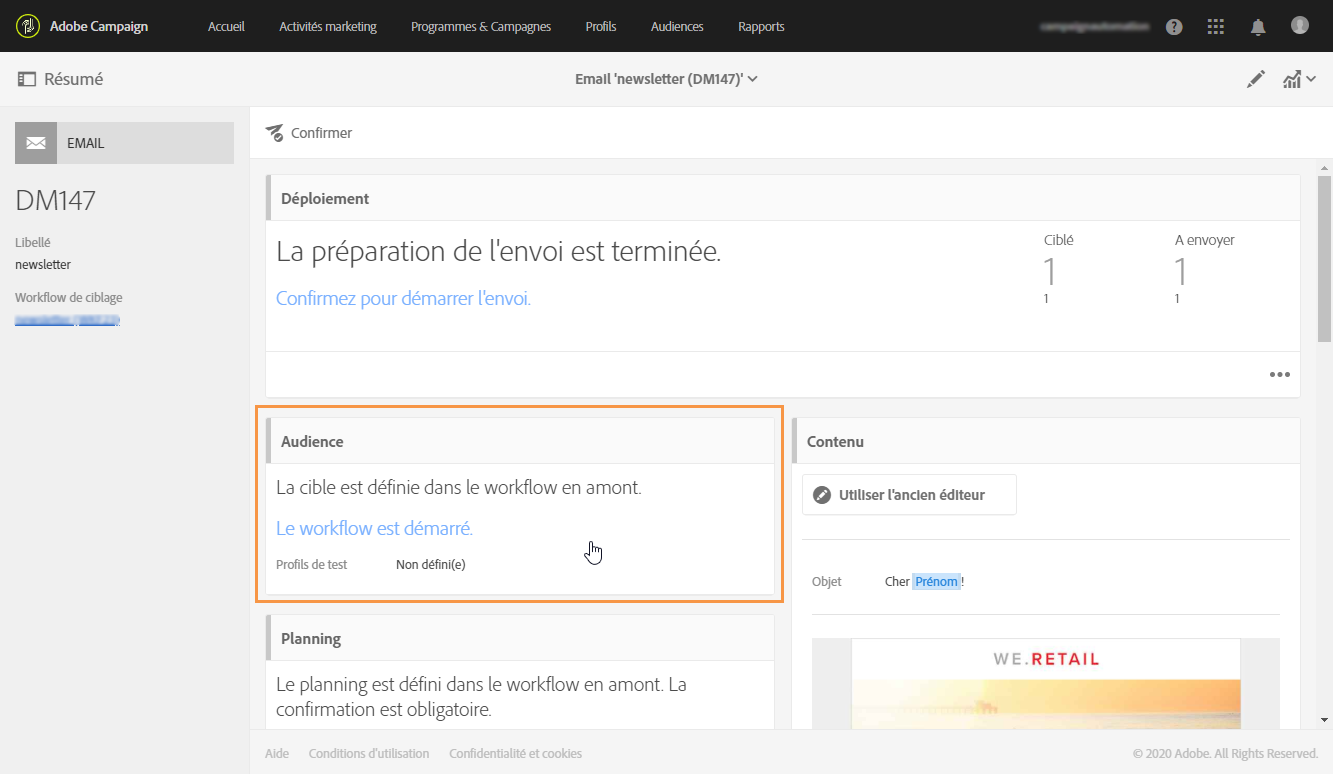 Adobe Campaign Accueil Activités marketing Programmes & Campagnes Profils Audiences Rapports
Résumé Email 'newsletter (DM147)'
EMAIL
DM147
Libellé
newsletter
Workflow de ciblage
Confirmer
Déploiement
La préparation de l'envoi est terminée.
Confirmez pour démarrer l'envoi.
Ciblé
1
1
A envoyer
1
1
Audience
La cible est définie dans le workflow en amont.
Le workflow est démarré.
Profils de test Non défini(e)
Planning
Le planning est défini dans le workflow en amont. La
confirmation est obligatoire.
Contenu
Utiliser l'ancien éditeur
Objet Cher Prénom !
WE.RETAIL
Aide Conditions d'utilisation Confidentialité et cookies © 2020 Adobe. All Rights Reserved.